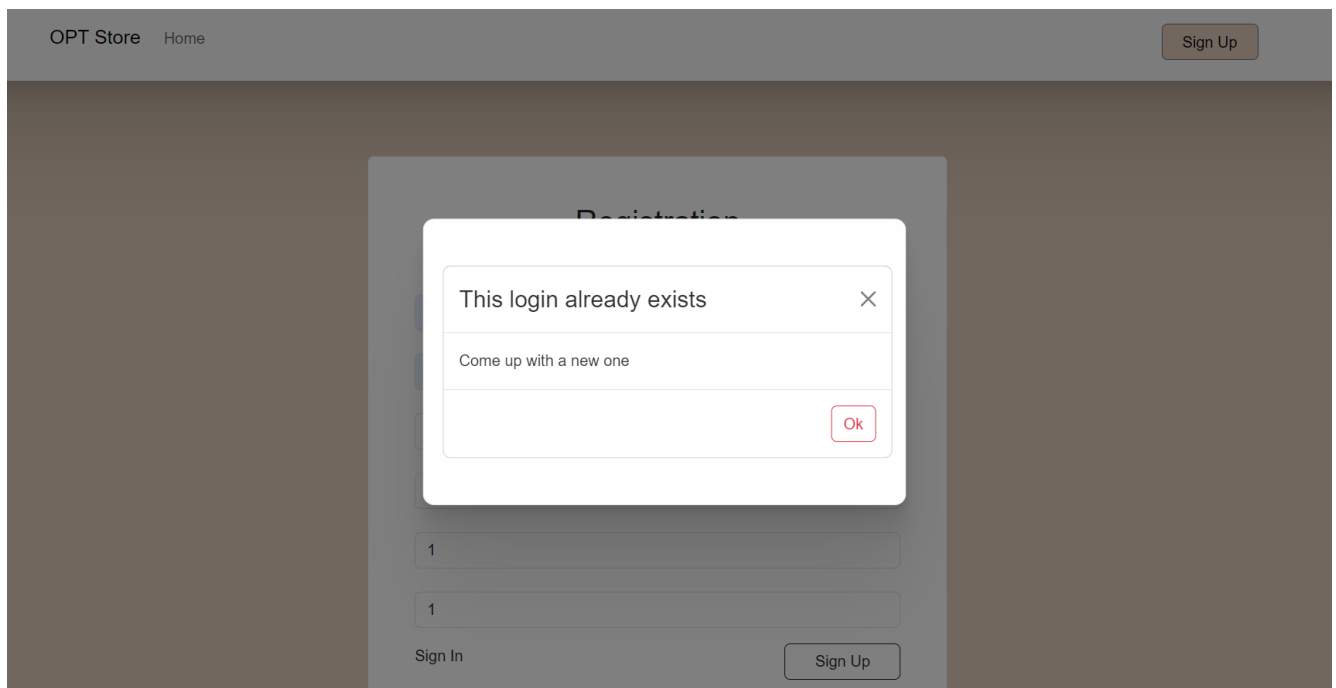 OPT Store Home Sign Up
Registration
This login already exists
Come up with a new one
Ok
1
1
Sign In Sign Up